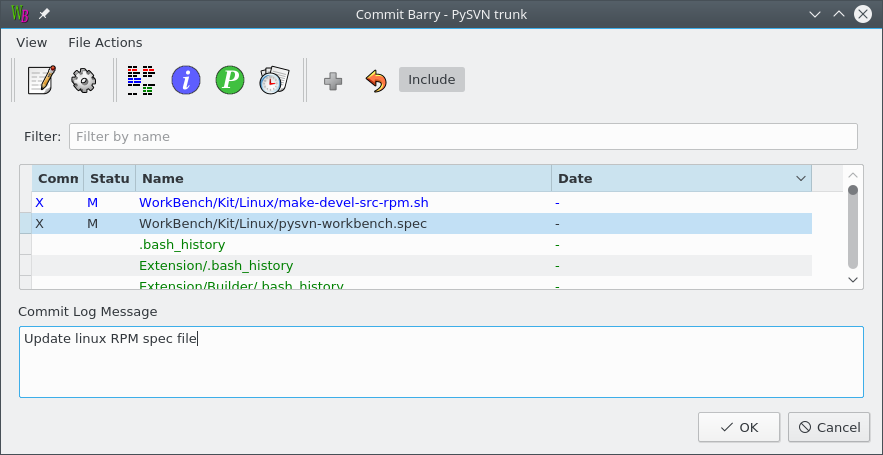 WB Commit Barry - PySVN trunk
View File Actions
i P Include
Filter: Filter by name
Comn Statu Name Date
X M WorkBench/Kit/Linux/make-devel-src-rpm.sh -
X M WorkBench/Kit/Linux/pysvn-workbench.spec -
.bash_history -
Extension/.bash_history -
Extension/Builder/.bash_history -
Commit Log Message
Update linux RPM spec file
OK Cancel